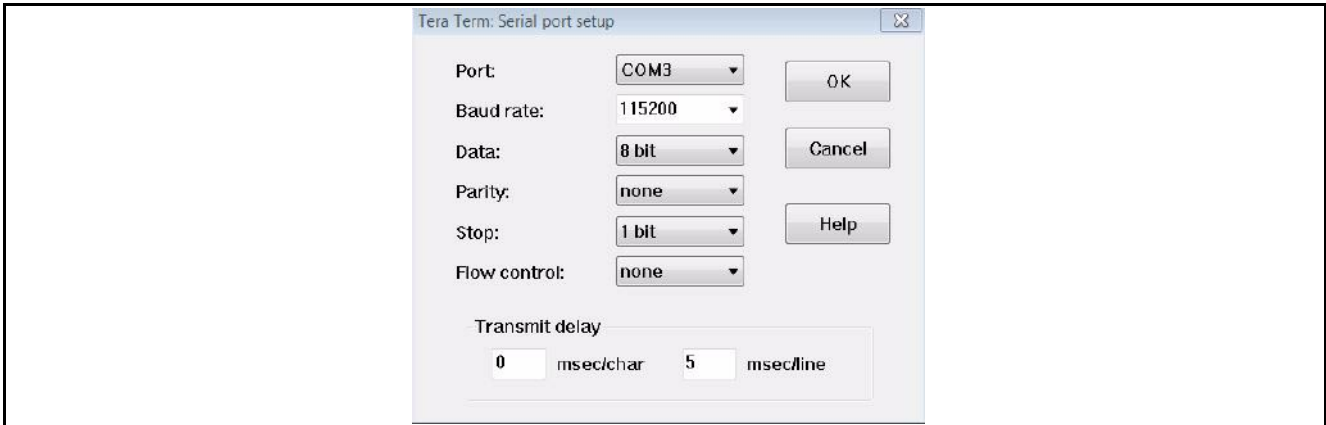 Tera Term: Serial port setup
Port: COM3 OK
Baud rate: 115200
Data: 8 bit Cancel
Parity: none
Stop: 1 bit Help
Flow control: none
Transmit delay
0 msec/char 5 msec/line